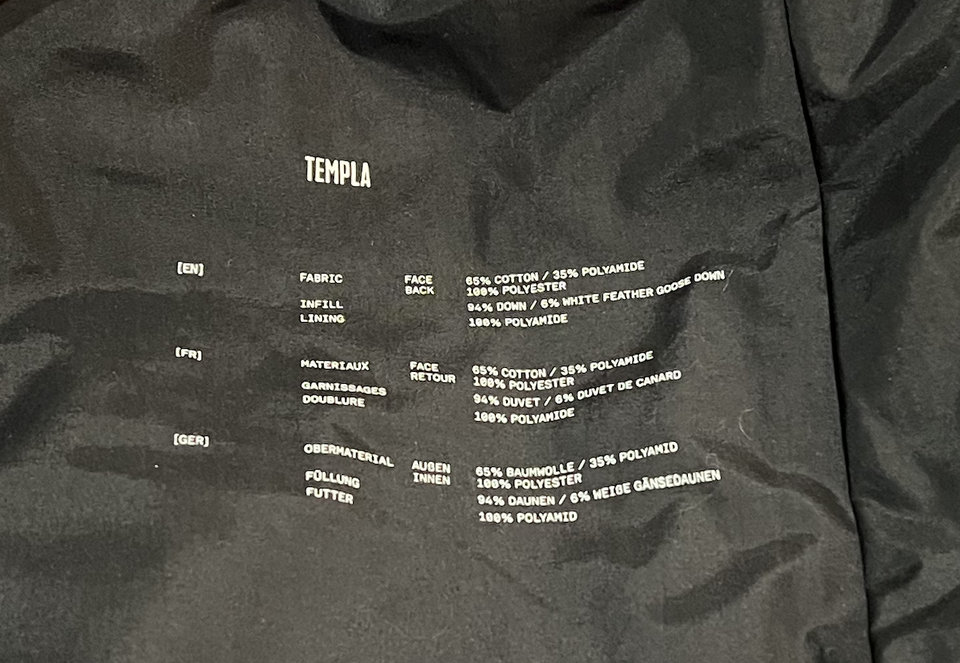 TEMPLA
[EN]
FABRIC FACE 65% COTTON / 35% POLYAMIDE
BACK 100% POLYESTER
INFILL 94% DOWN / 6% WHITE FEATHER GOOSE DOWN
LINING 100% POLYAMIDE
[FR]
MATERIAUX FACE 65% COTTON / 35% POLYAMIDE
RETOUR 100% POLYESTER
GARNISSAGES 94% DUVET / 6% DUVET DE CANARD
DOUBLURE 100% POLYAMIDE
[GER]
OBERMATERIAL AUßEN 65% BAUMWOLLE / 35% POLYAMID
INNEN 100% POLYESTER
FÜLLUNG 94% DAUNEN / 6% WEIßE GÄNSEDAUNEN
FUTTER 100% POLYAMID